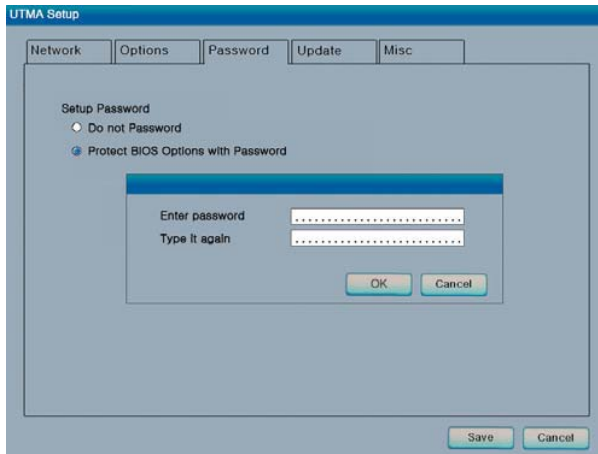 UTMA Setup
Network Options Password Update Misc
Setup Password
Do not Password
Protect BIOS Options with Password
Enter password ..........................
Type it again ..........................
OK Cancel
Save Cancel